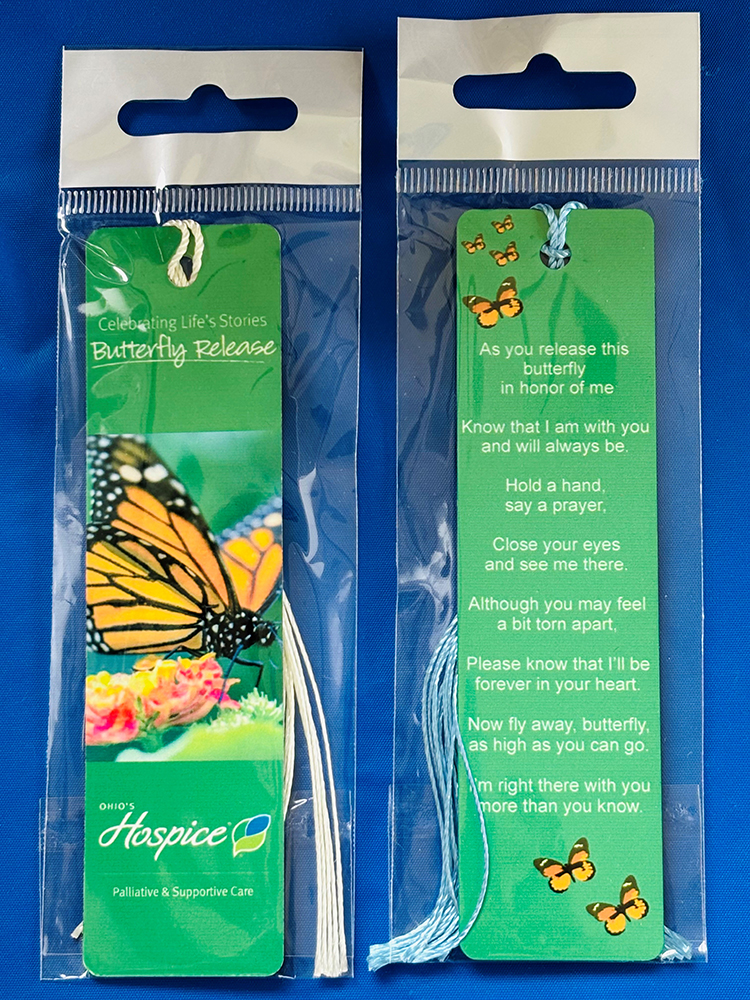 Celebrating Life's Stories
Butterfly Release
OHIO'S
Hospice
Palliative & Supportive Care
As you release this
butterfly
in honor of me
Know that I am with you
and will always be.
Hold a hand,
say a prayer,
Close your eyes
and see me there.
Although you may feel
a bit torn apart,
Please know that I'll be
forever in your heart.
Now fly away, butterfly,
as high as you can go.
I'm right there with you
more than you know.